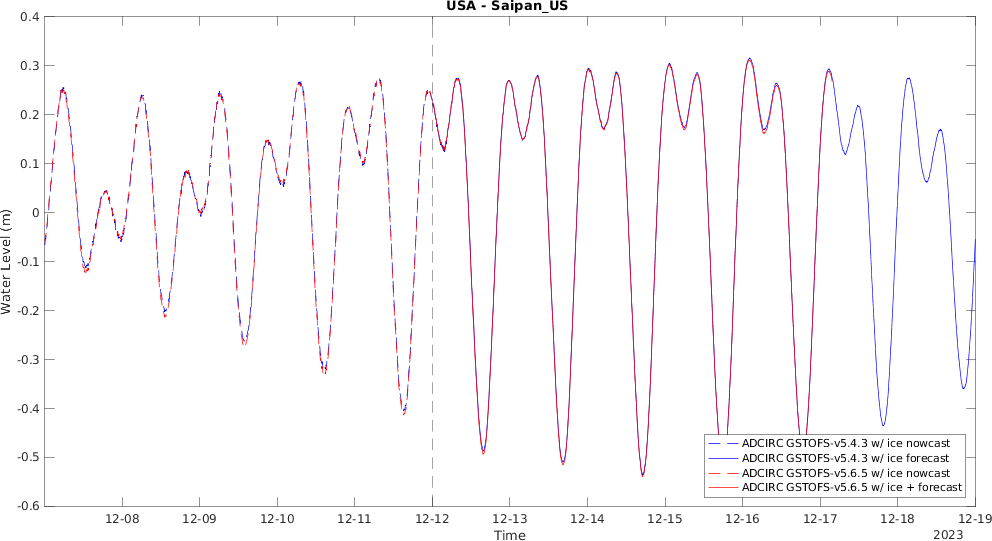 USA - Saipan_US
0.4
0.3
0.2
0.1
0
-0.1
-0.2
-0.3
-0.4
-0.5
-0.6
Water Level (m)
ADCIRC GSTOFS-v5.4.3 w/ ice nowcast
ADCIRC GSTOFS-v5.4.3 w/ ice forecast
ADCIRC GSTOFS-v5.6.5 w/ ice nowcast
ADCIRC GSTOFS-v5.6.5 w/ ice + forecast
12-08 12-09 12-10 12-11 12-12 12-13 12-14 12-15 12-16 12-17 12-18 12-19
Time
2023